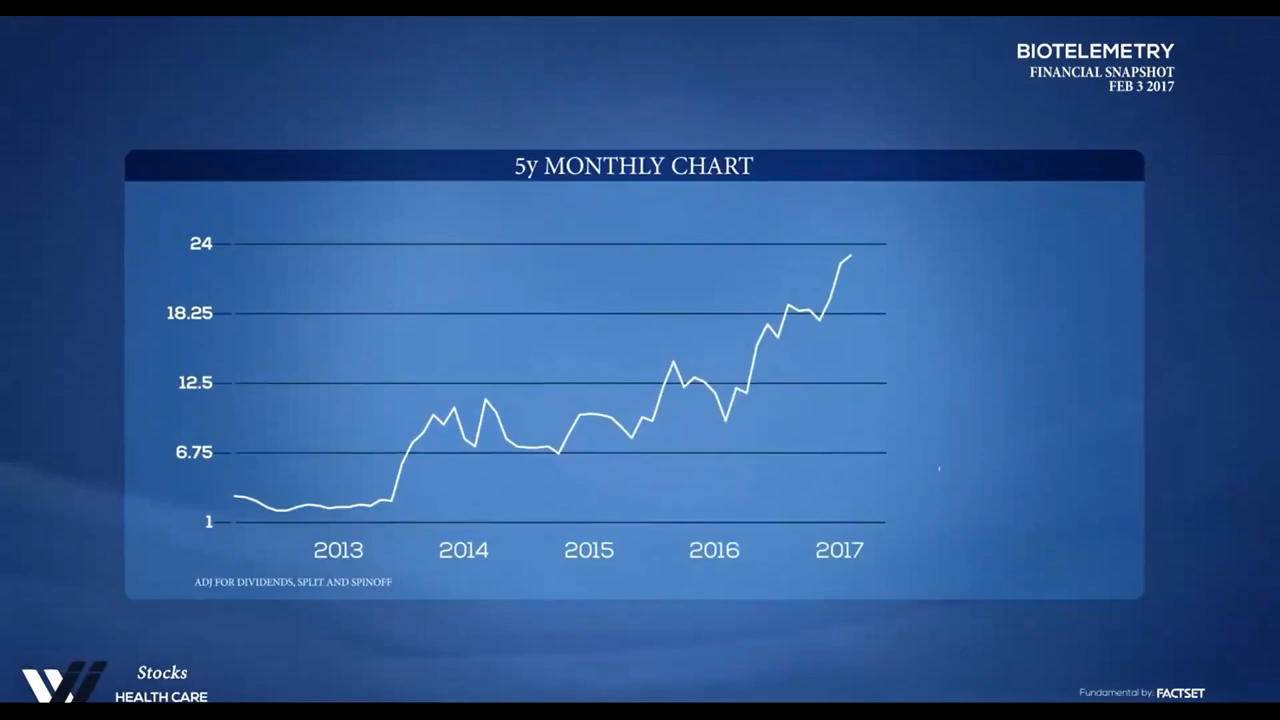 BIOTELEMETRY
FINANCIAL SNAPSHOT
FEB 3 2017
5y MONTHLY CHART
24
18.25
12.5
6.75
1
2013 2014 2015 2016 2017
ADJ FOR DIVIDENDS, SPLIT AND SPINOFF
Stocks
HEALTH CARE
Fundamental by: FACTSET